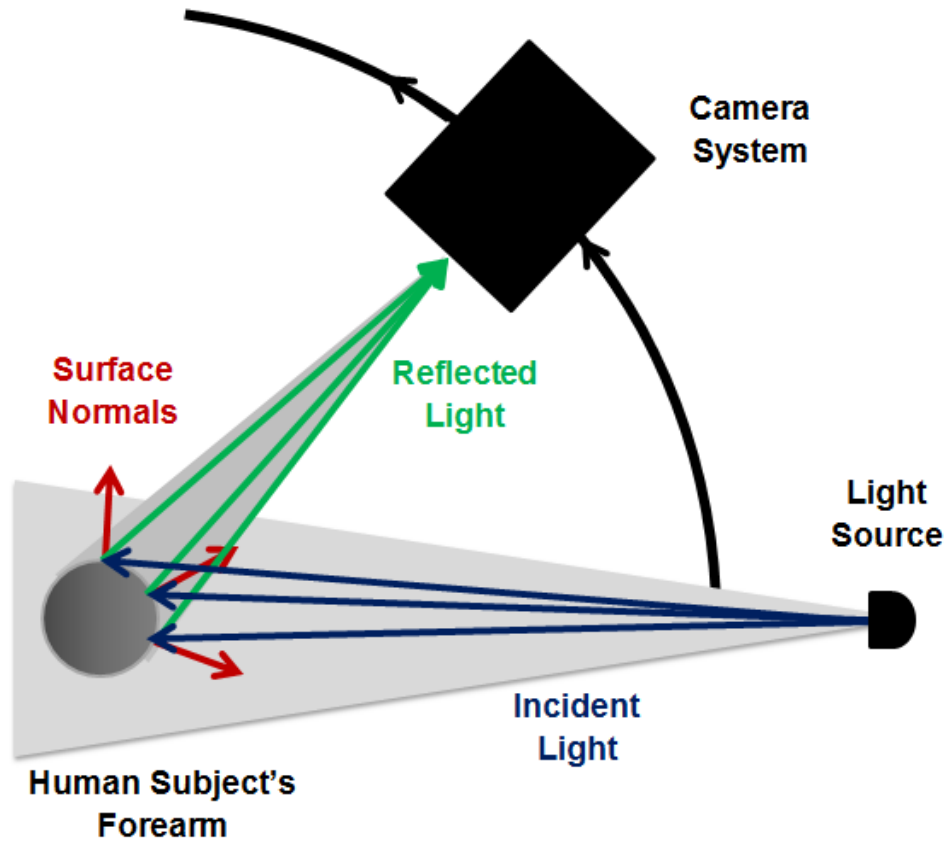 Camera
System
Surface
Normals
Reflected
Light
Light
Source
Incident
Light
Human Subject's
Forearm